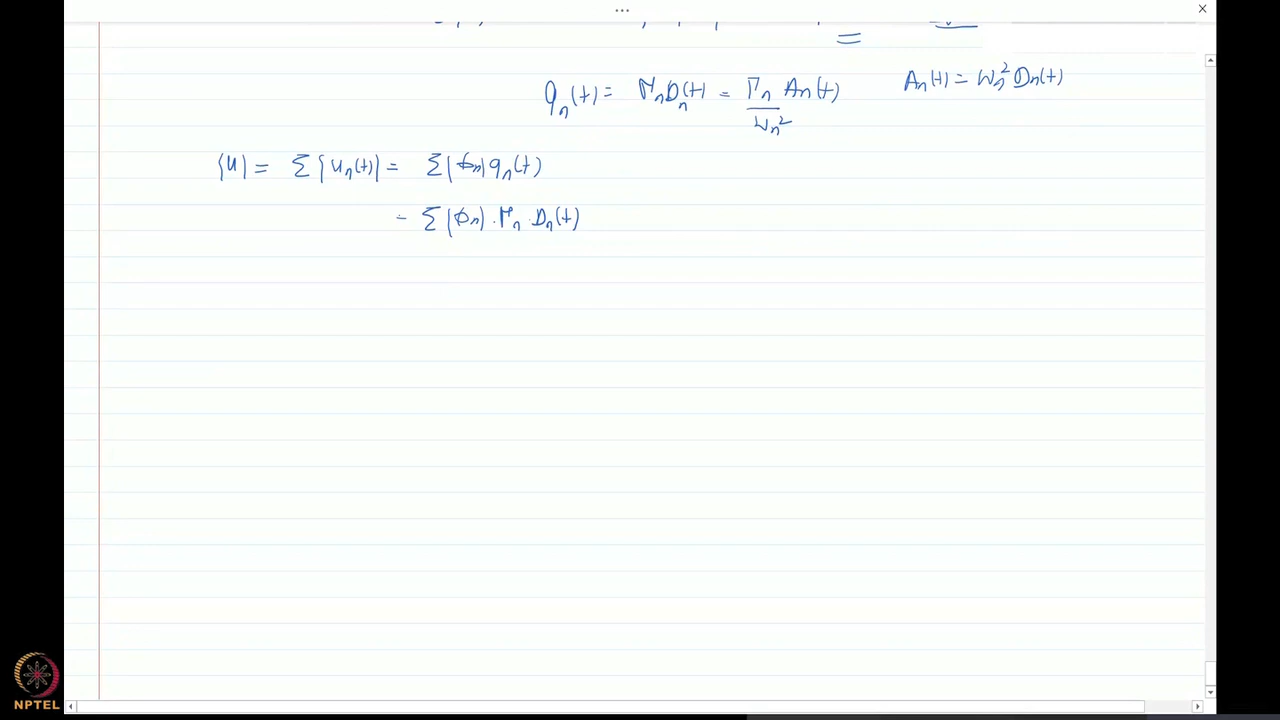 qₙ(t) = Γₙ Dₙ(t) = Γₙ/ωₙ² Aₙ(t)    Aₙ(t) = ωₙ² Dₙ(t)
{u} = Σ {uₙ(t)} = Σ {ϕₙ} qₙ(t)
= Σ {ϕₙ} · Γₙ · Dₙ(t)
NPTEL